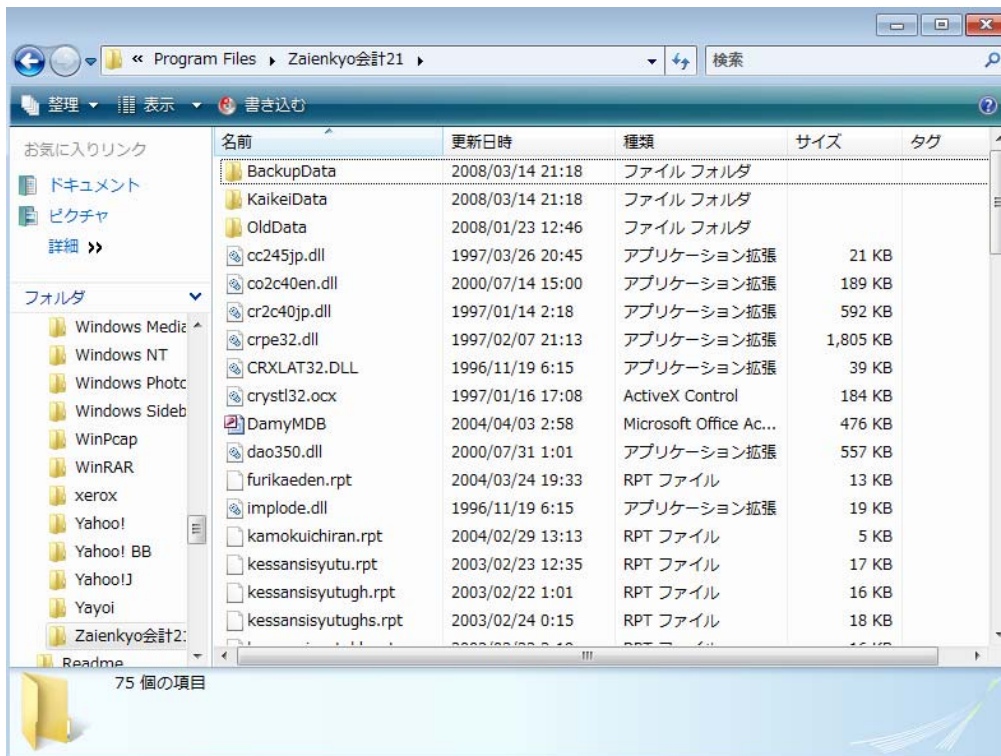 « Program Files ▸ Zaienkyo会計21 ▸ 検索
整理 表示 書き込む
お気に入りリンク
ドキュメント
ピクチャ
詳細 »
フォルダ
Windows Media
Windows NT
Windows Photo
Windows Sideb
WinPcap
WinRAR
xerox
Yahoo!
Yahoo! BB
Yahoo!J
Yayoi
Zaienkyo会計21
Readme
名前 更新日時 種類 サイズ タグ
BackupData 2008/03/14 21:18 ファイル フォルダ
KaikeiData 2008/03/14 21:18 ファイル フォルダ
OldData 2008/01/23 12:46 ファイル フォルダ
cc245jp.dll 1997/03/26 20:45 アプリケーション拡張 21 KB
co2c40en.dll 2000/07/14 15:00 アプリケーション拡張 189 KB
cr2c40jp.dll 1997/01/14 2:18 アプリケーション拡張 592 KB
crpe32.dll 1997/02/07 21:13 アプリケーション拡張 1,805 KB
CRXLAT32.DLL 1996/11/19 6:15 アプリケーション拡張 39 KB
crystl32.ocx 1997/01/16 17:08 ActiveX Control 184 KB
DamyMDB 2004/04/03 2:58 Microsoft Office Ac... 476 KB
dao350.dll 2000/07/31 1:01 アプリケーション拡張 557 KB
furikaeden.rpt 2004/03/24 19:33 RPT ファイル 13 KB
implode.dll 1996/11/19 6:15 アプリケーション拡張 19 KB
kamokuichiran.rpt 2004/02/29 13:13 RPT ファイル 5 KB
kessansisyutu.rpt 2003/02/23 12:35 RPT ファイル 17 KB
kessansisyutugh.rpt 2003/02/22 1:01 RPT ファイル 16 KB
kessansisyutughs.rpt 2003/02/24 0:15 RPT ファイル 18 KB
75 個の項目